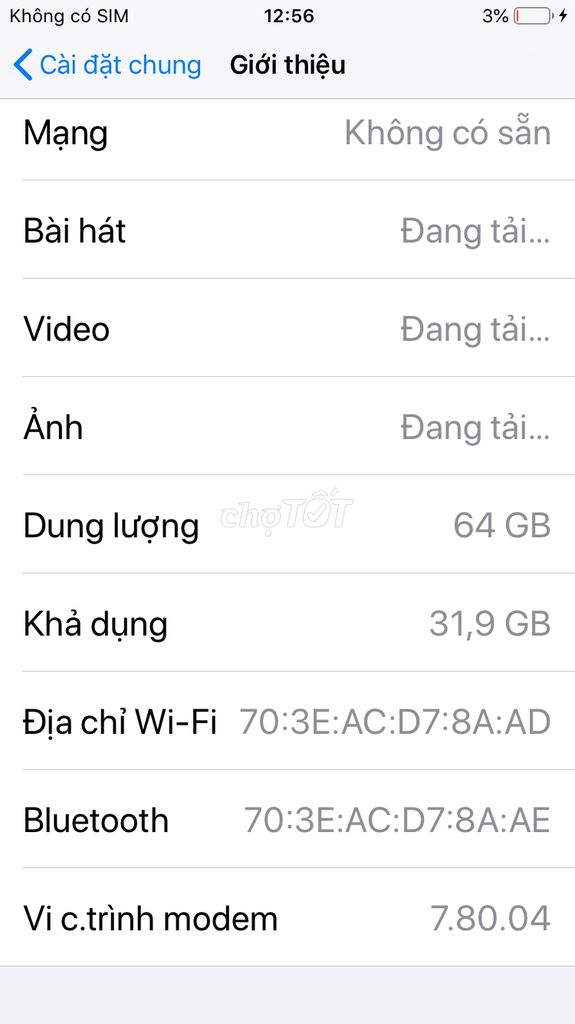 Không có SIM 12:56 3%
Cài đặt chung Giới thiệu
Mạng Không có sẵn
Bài hát Đang tải...
Video Đang tải...
Ảnh Đang tải...
chợTỐT
Dung lượng 64 GB
Khả dụng 31,9 GB
Địa chỉ Wi-Fi 70:3E:AC:D7:8A:AD
Bluetooth 70:3E:AC:D7:8A:AE
Vi c.trình modem 7.80.04